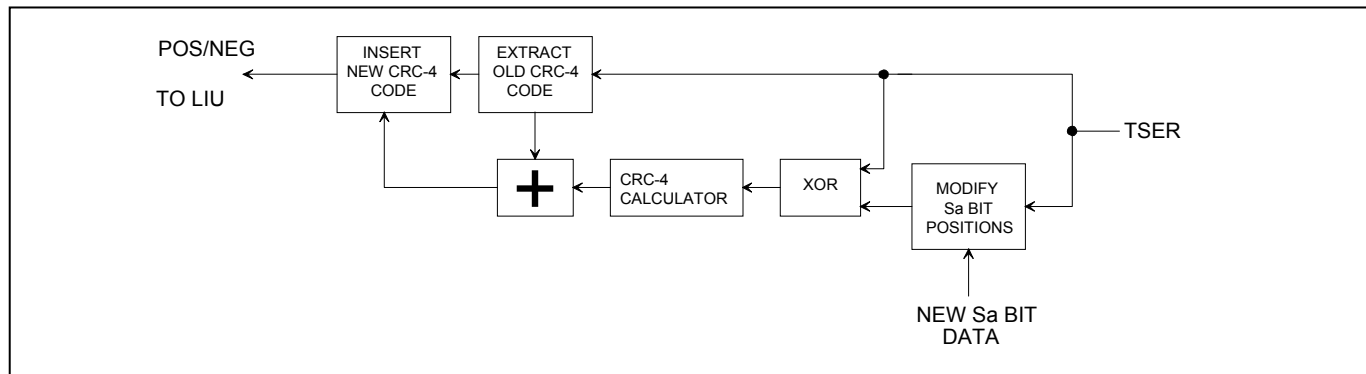 POS/NEG
TO LIU
INSERT
NEW CRC-4
CODE
EXTRACT
OLD CRC-4
CODE
TSER
+
CRC-4
CALCULATOR
XOR
MODIFY
Sa BIT
POSITIONS
NEW Sa BIT
DATA